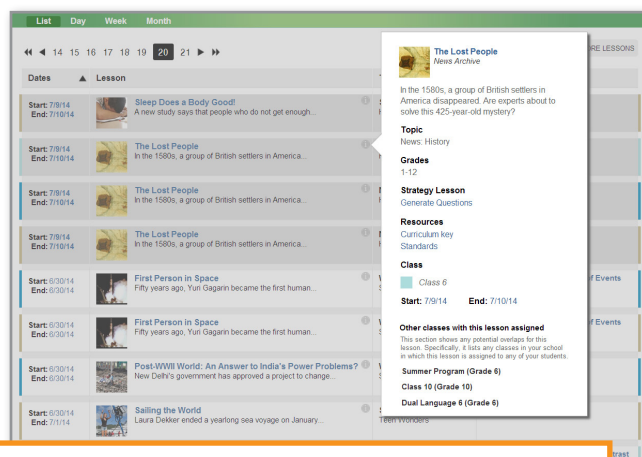 List Day Week Month
14 15 16 17 18 19 20 21
RE LESSONS
Dates Lesson
Start: 7/9/14
End: 7/10/14
Sleep Does a Body Good!
A new study says that people who do not get enough...
Start: 7/9/14
End: 7/10/14
The Lost People
In the 1580s, a group of British settlers in America...
Start: 7/9/14
End: 7/10/14
The Lost People
In the 1580s, a group of British settlers in America...
Start: 7/9/14
End: 7/10/14
The Lost People
In the 1580s, a group of British settlers in America...
Start: 6/30/14
End: 6/30/14
First Person in Space
Fifty years ago, Yuri Gagarin became the first human...
of Events
Start: 6/30/14
End: 6/30/14
First Person in Space
Fifty years ago, Yuri Gagarin became the first human...
of Events
Start: 6/30/14
End: 6/30/14
Post-WWII World: An Answer to India's Power Problems?
New Delhi's government has approved a project to change...
Start: 6/30/14
End: 7/1/14
Sailing the World
Laura Dekker ended a yearlong sea voyage on January...
Teen Wonders
trast
The Lost People
News Archive
In the 1580s, a group of British settlers in
America disappeared. Are experts about to
solve this 425-year-old mystery?
Topic
News: History
Grades
1-12
Strategy Lesson
Generate Questions
Resources
Curriculum key
Standards
Class
Class 6
Start: 7/9/14 End: 7/10/14
Other classes with this lesson assigned
This section shows any potential overlaps for this
lesson. Specifically, it lists any classes in your school
in which this lesson is assigned to any of your students.
Summer Program (Grade 6)
Class 10 (Grade 10)
Dual Language 6 (Grade 6)